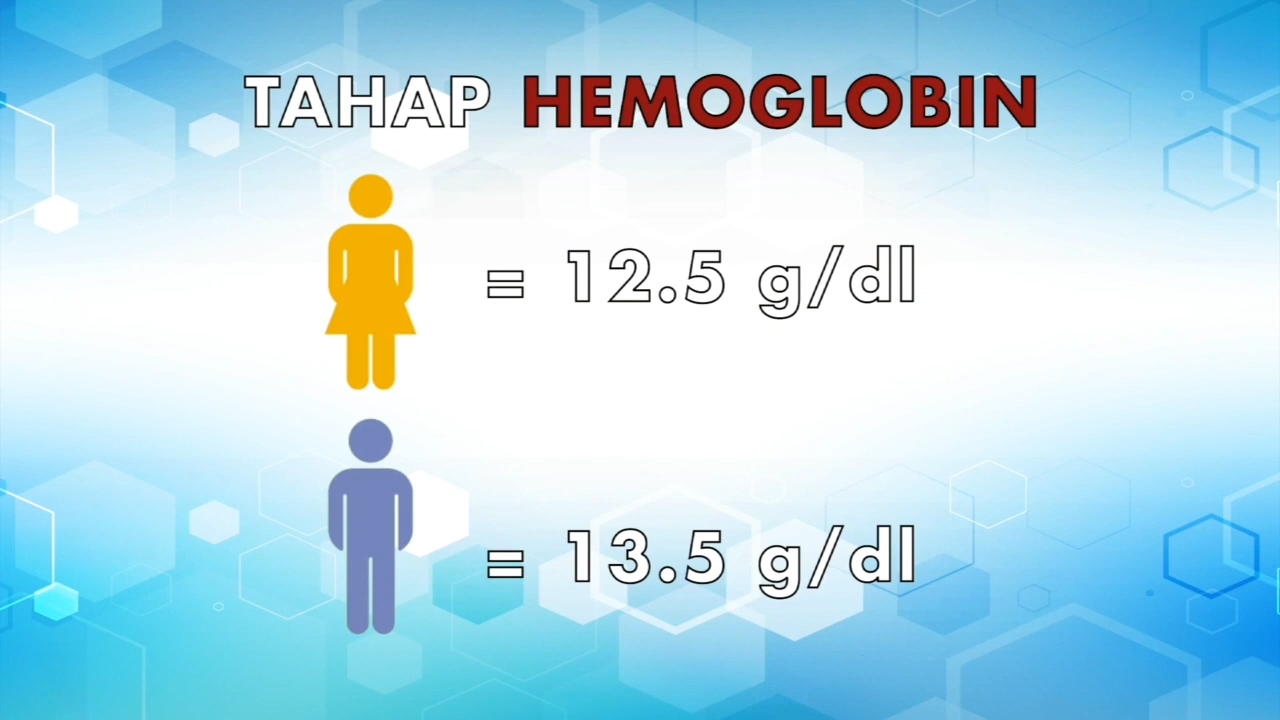 TAHAP HEMOGLOBIN
= 12.5 g/dl
= 13.5 g/dl